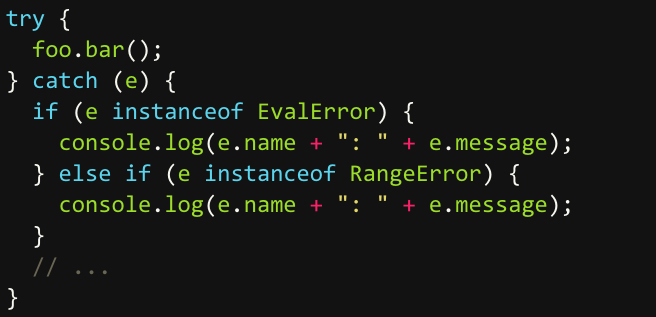 try {
  foo.bar();
} catch (e) {
  if (e instanceof EvalError) {
    console.log(e.name + ": " + e.message);
  } else if (e instanceof RangeError) {
    console.log(e.name + ": " + e.message);
  }
  // ...
}